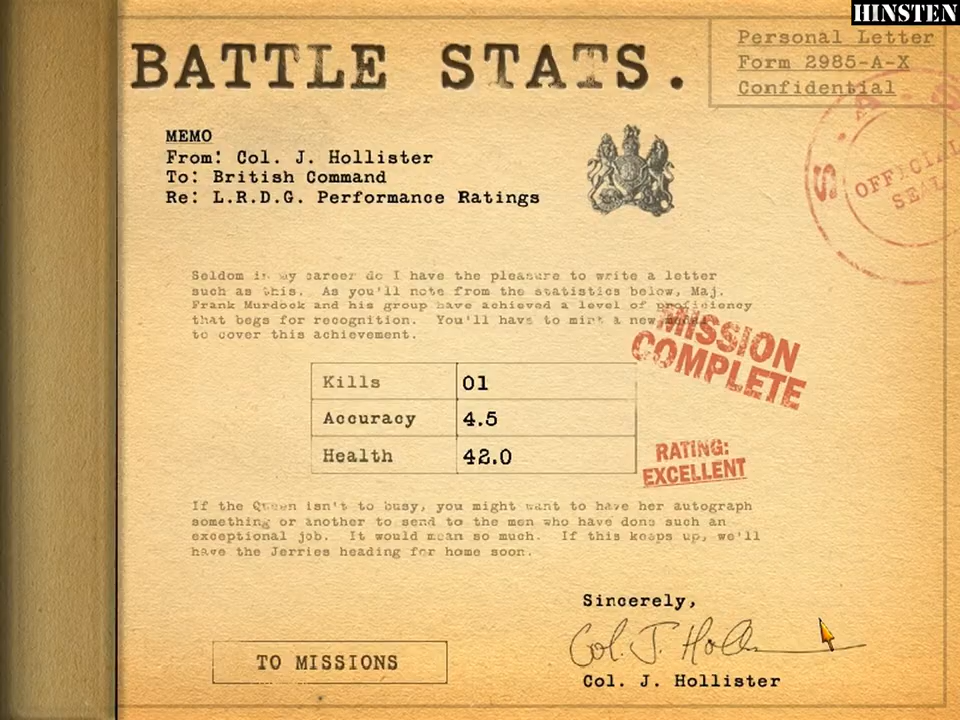 HINSTEN
BATTLE STATS.
Personal Letter
Form 2985-A-X
Confidential
MEMO
From: Col. J. Hollister
To: British Command
Re: L.R.D.G. Performance Ratings
S.A.
OFFICIAL
SEAL
Seldom in my career do I have the pleasure to write a letter
such as this. As you'll note from the statistics below, Maj.
Frank Murdock and his group have achieved a level of proficiency
that begs for recognition. You'll have to mint a new medal
to cover this achievement.
MISSION
COMPLETE
Kills 01
Accuracy 4.5
Health 42.0
RATING:
EXCELLENT
If the Queen isn't to busy, you might want to have her autograph
something or another to send to the men who have done such an
exceptional job. It would mean so much. If this keeps up, we'll
have the Jerries heading for home soon.
Sincerely,
Col. J. Holl
Col. J. Hollister
TO MISSIONS